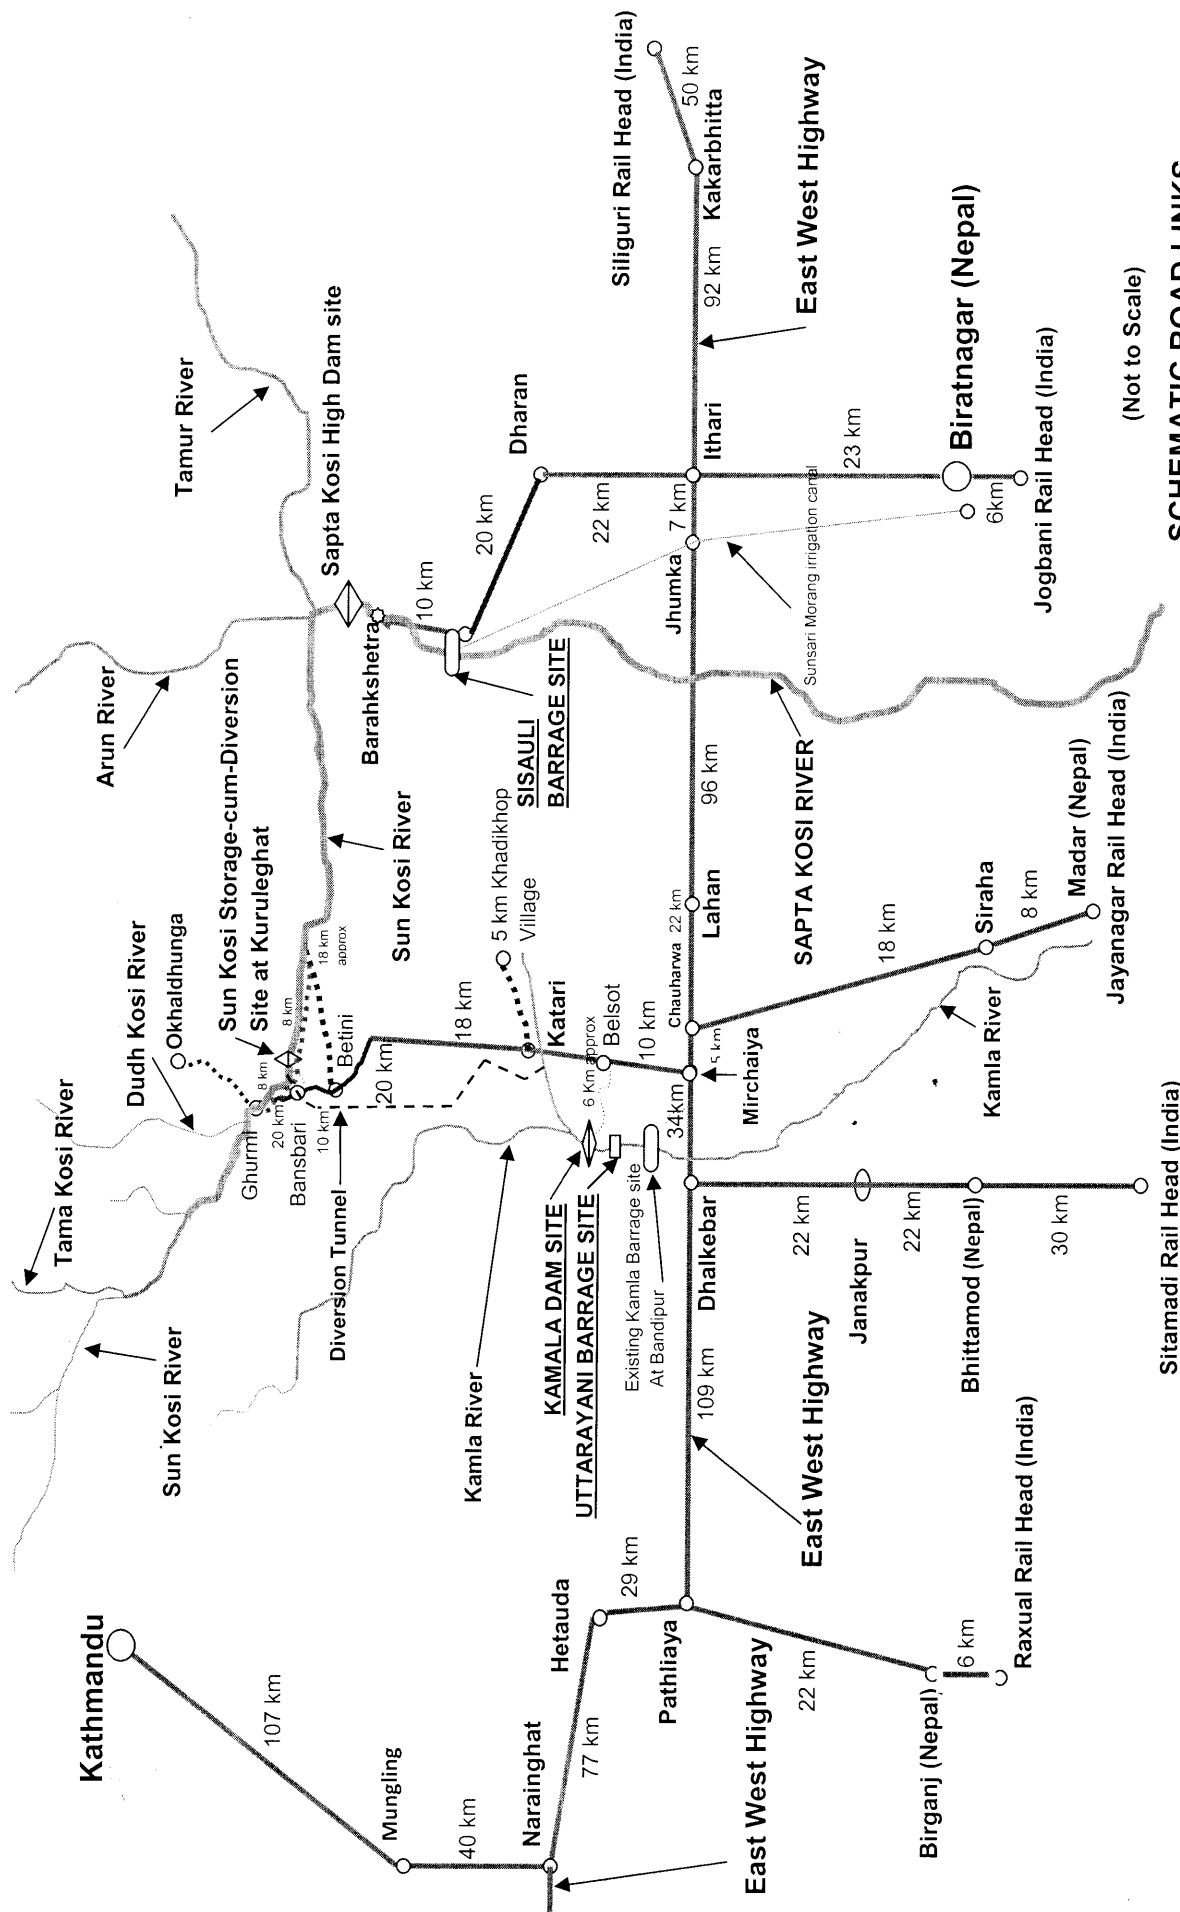 Kathmandu
107 km
Mungling
40 km
Narainghat
77 km
Hetauda
29 km
Pathliaya
22 km
Birganj (Nepal)
6 km
Raxual Rail Head (India)
East West Highway
109 km
East West Highway
Sun Kosi River
Tama Kosi River
Dudh Kosi River
Okhaldhunga
Ghurmi
8 km
20 km
Bansbari
10 km
Betini
8 km
18 km
approx
Sun Kosi Storage-cum-Diversion
Site at Kuruleghat
Diversion Tunnel
20 km
18 km
5 km Khadikhop
Village
Katari
Belsot
6 km approx
10 km
Kamla River
KAMALA DAM SITE
UTTARAYANI BARRAGE SITE
Existing Kamla Barrage site
At Bandipur
Dhalkebar
34km
Mirchaiya
5 km
Chauharwa
22 km
Lahan
22 km
Janakpur
22 km
Bhittamod (Nepal)
30 km
Sitamadi Rail Head (India)
Kamla River
18 km
Siraha
8 km
Madar (Nepal)
Jayanagar Rail Head (India)
96 km
SAPTA KOSI RIVER
Sun Kosi River
Arun River
Tamur River
Sapta Kosi High Dam site
Barahkshetra
10 km
SISAULI
BARRAGE SITE
20 km
Dharan
22 km
Jhumka
7 km
Ithari
Sunsari Morang irrigation canal
23 km
Biratnagar (Nepal)
6km
Jogbani Rail Head (India)
92 km
East West Highway
Kakarbhitta
50 km
Siliguri Rail Head (India)
(Not to Scale)
SCHEMATIC ROAD LINKS